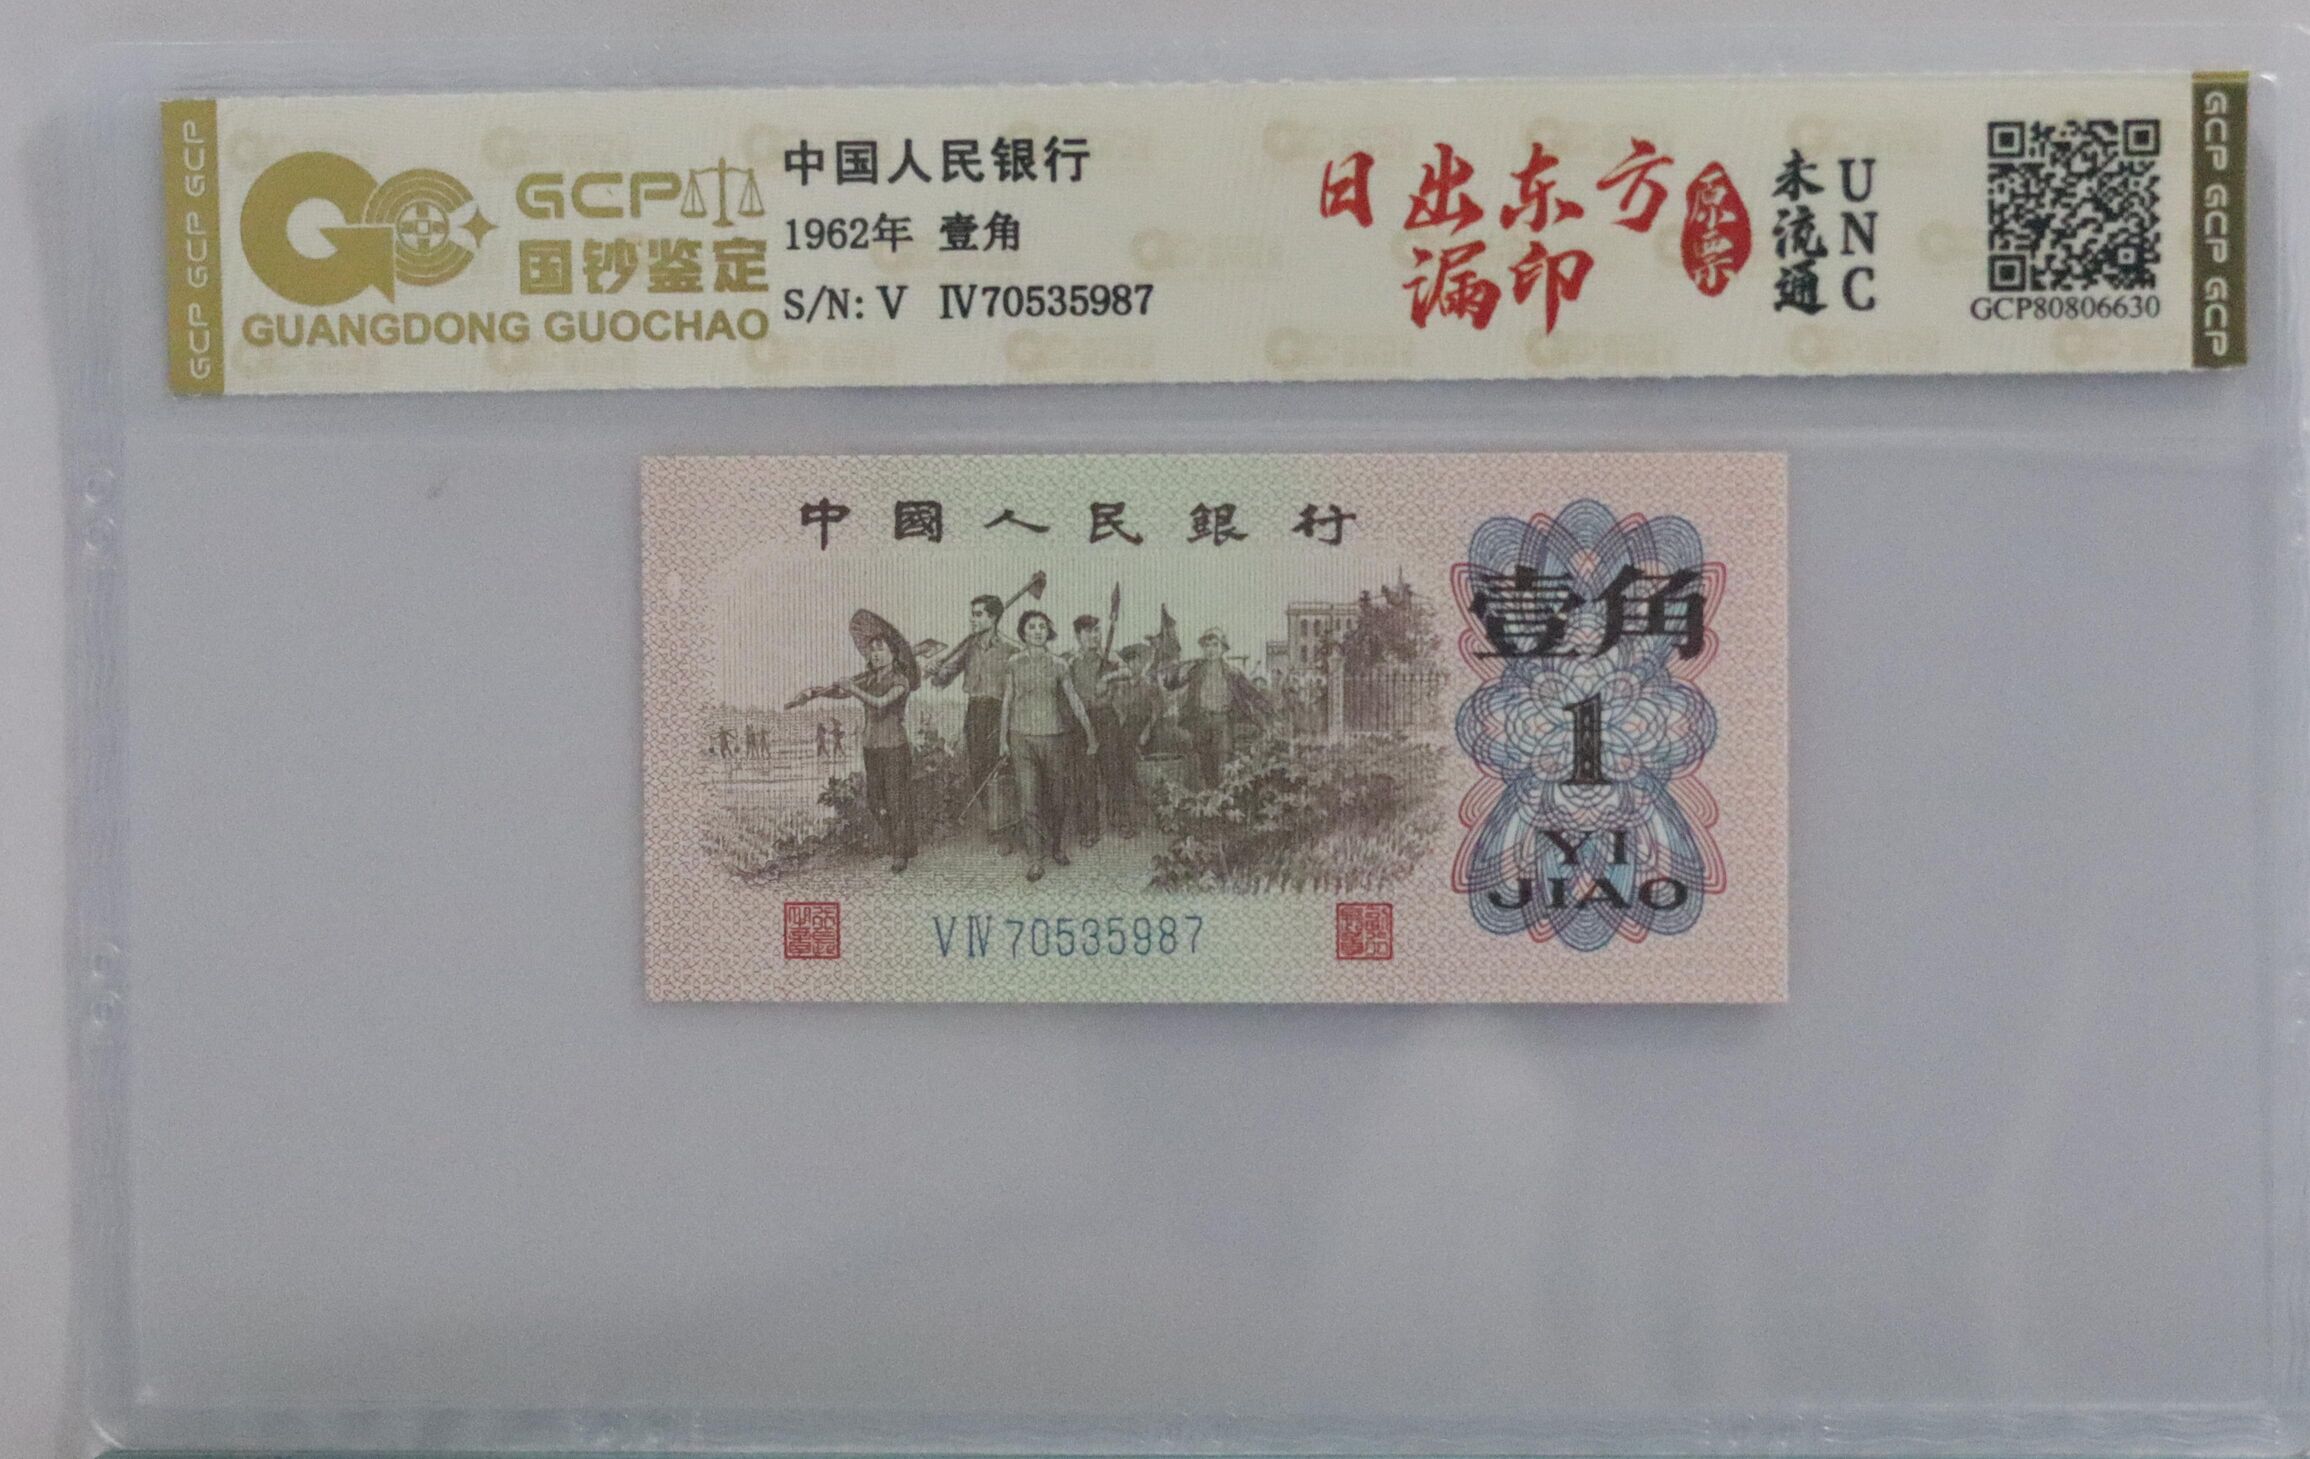 GCP GCP GCP
GCP
国钞鉴定
GUANGDONG GUOCHAO
中国人民银行
1962年 壹角
S/N: V Ⅳ70535987
日出东方
漏印
原票
未流通
UNC
GCP80806630
GCP GCP GCP
中國人民銀行
壹角
1
YI
JIAO
V Ⅳ 70535987